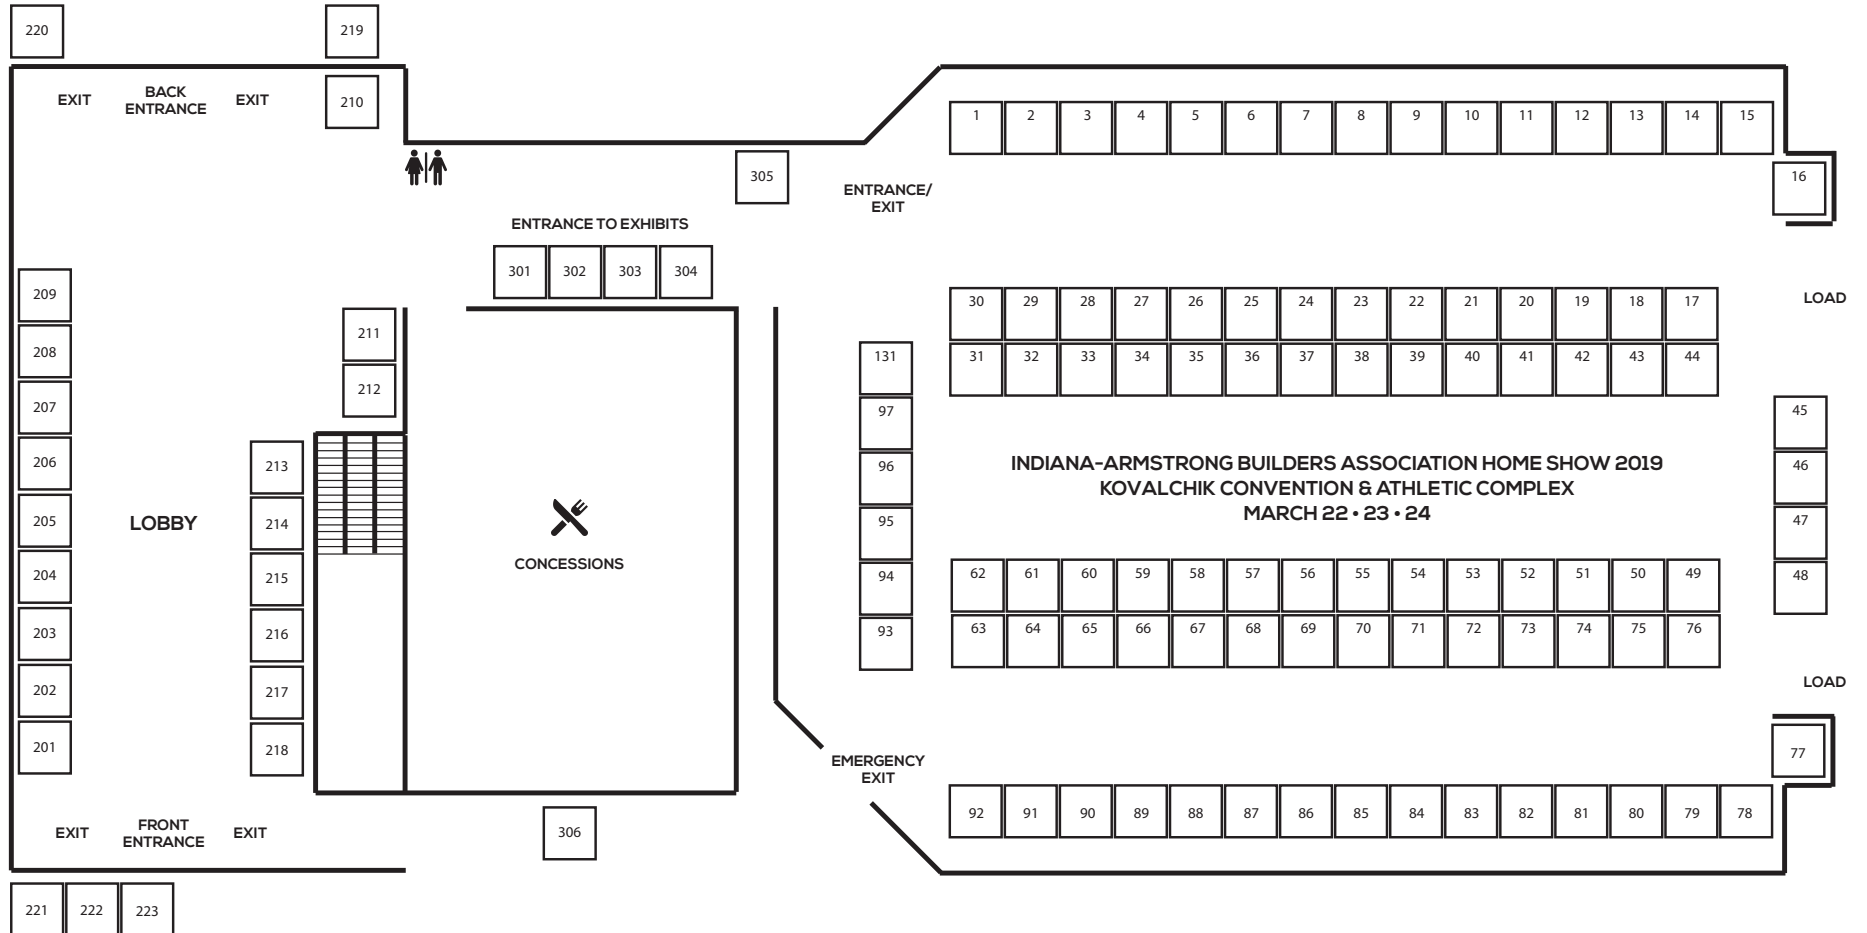 220
219
EXIT
BACK
ENTRANCE
EXIT
210
1 2 3 4 5 6 7 8 9 10 11 12 13 14 15
305
ENTRANCE/
EXIT
16
ENTRANCE TO EXHIBITS
301 302 303 304
209
208
207
206
205
204
203
202
201
LOBBY
211
212
213
214
215
216
217
218
CONCESSIONS
30 29 28 27 26 25 24 23 22 21 20 19 18 17
31 32 33 34 35 36 37 38 39 40 41 42 43 44
LOAD
131
97
96
95
94
93
INDIANA-ARMSTRONG BUILDERS ASSOCIATION HOME SHOW 2019
KOVALCHIK CONVENTION & ATHLETIC COMPLEX
MARCH 22 • 23 • 24
45
46
47
48
62 61 60 59 58 57 56 55 54 53 52 51 50 49
63 64 65 66 67 68 69 70 71 72 73 74 75 76
LOAD
77
EMERGENCY
EXIT
92 91 90 89 88 87 86 85 84 83 82 81 80 79 78
EXIT
FRONT
ENTRANCE
EXIT
306
221 222 223